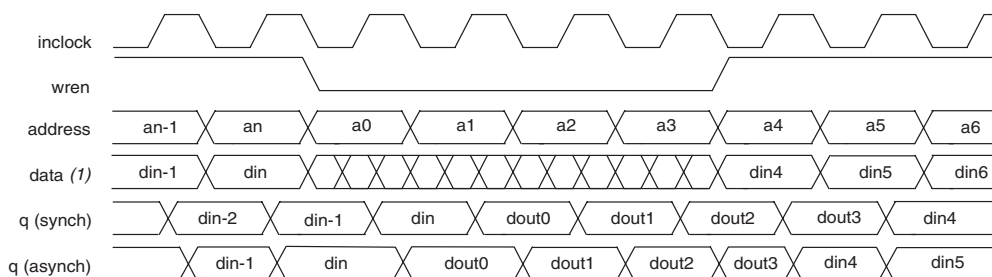 inclock
wren
address an-1 an a0 a1 a2 a3 a4 a5 a6
data (1) din-1 din din4 din5 din6
q (synch) din-2 din-1 din dout0 dout1 dout2 dout3 din4
q (asynch) din-1 din dout0 dout1 dout2 dout3 din4 din5